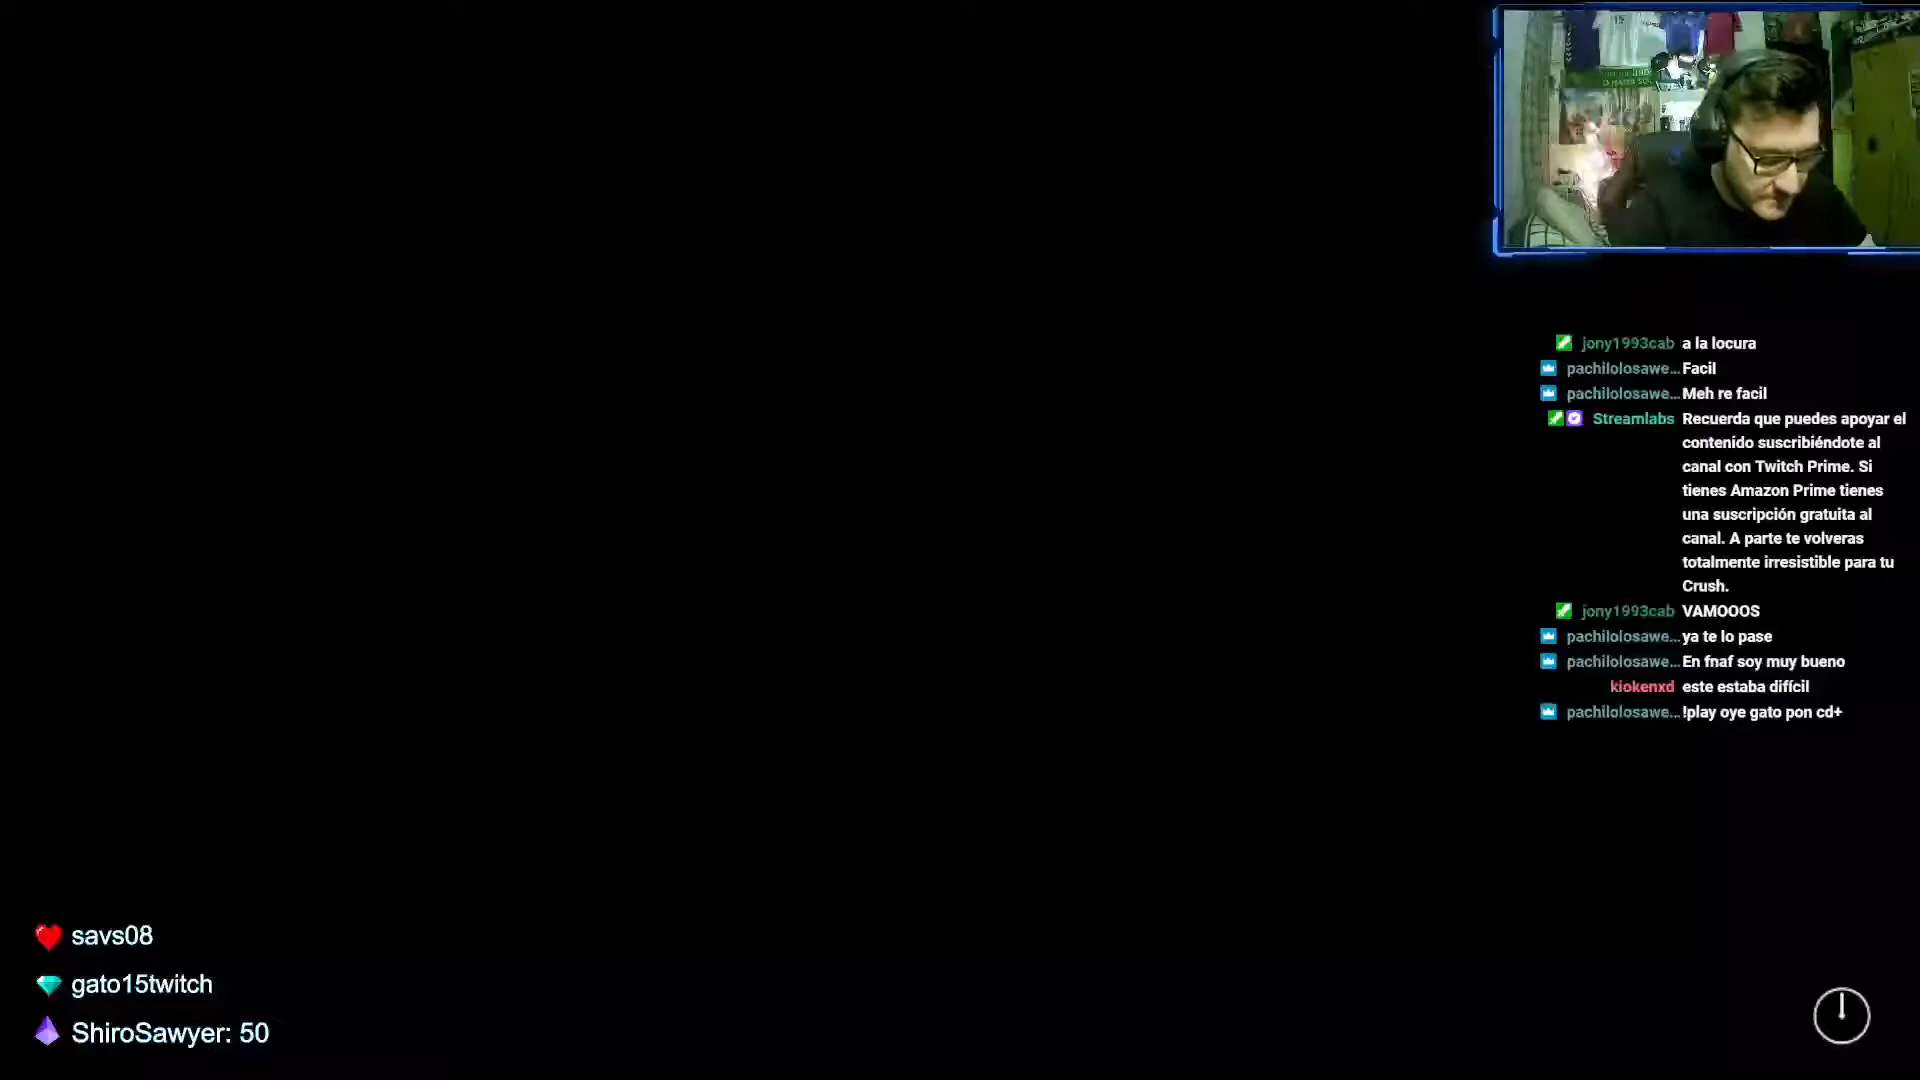 15
jony1993cab a la locura
pachilolosawe... Facil
pachilolosawe... Meh re facil
Streamlabs Recuerda que puedes apoyar el
contenido suscribiéndote al
canal con Twitch Prime. Si
tienes Amazon Prime tienes
una suscripción gratuita al
canal. A parte te volveras
totalmente irresistible para tu
Crush.
jony1993cab VAMOOOS
pachilolosawe... ya te lo pase
pachilolosawe... En fnaf soy muy bueno
kiokenxd este estaba difícil
pachilolosawe... !play oye gato pon cd+
savs08
gato15twitch
ShiroSawyer: 50